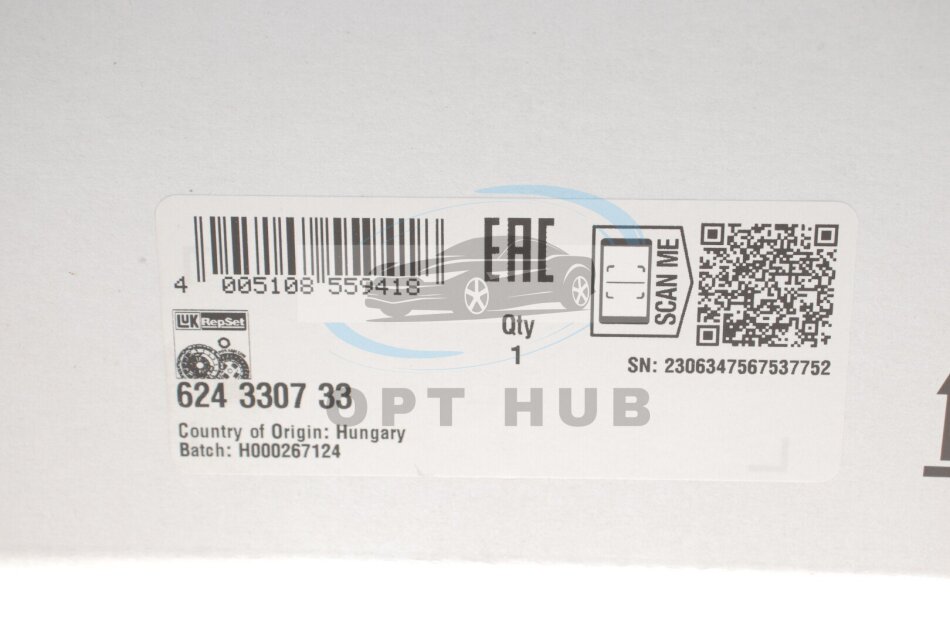 4 005108 559418
EAC
Qty
1
SCAN ME
SN: 2306347567537752
LUK RepSet
624 3307 33
OPT HUB
Country of Origin: Hungary
Batch: H000267124